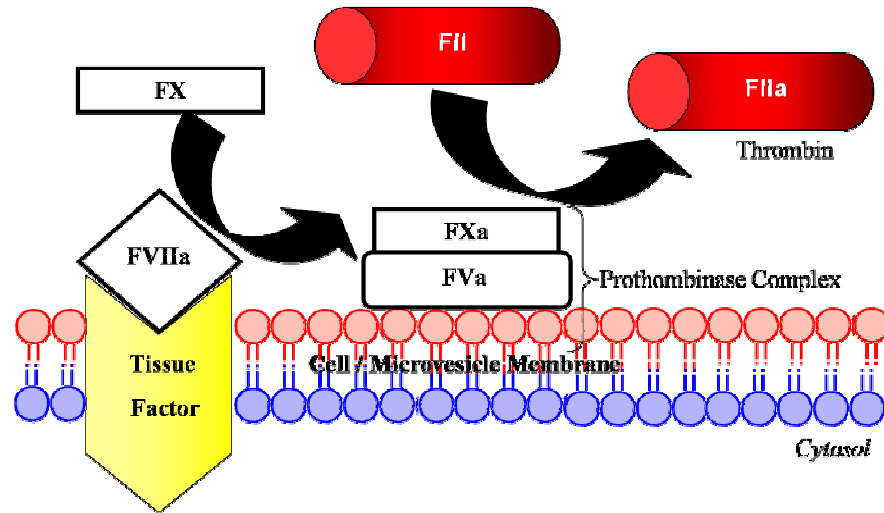 FII
FX
FIIa
Thrombin
FXa
FVIIa
FVa
Prothombinase Complex
Cell / Microvesicle Membrane
Tissue
Factor
Cytosol